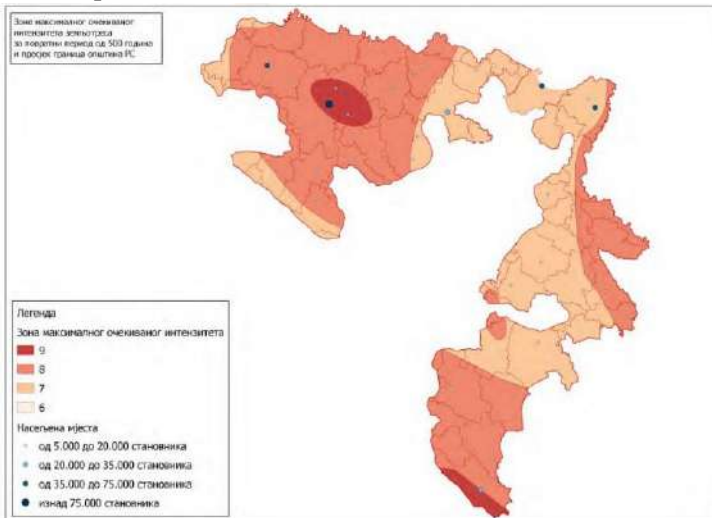 Зоне максималног очекиваног
интензитета земљотреса
за повратни период од 500 година
и пресјек граница општина РС
Легенда
Зона максималног очекиваног интензитета
9
8
7
6
Насељена мјеста
од 5.000 до 20.000 становника
од 20.000 до 35.000 становника
од 35.000 до 75.000 становника
изнад 75.000 становника